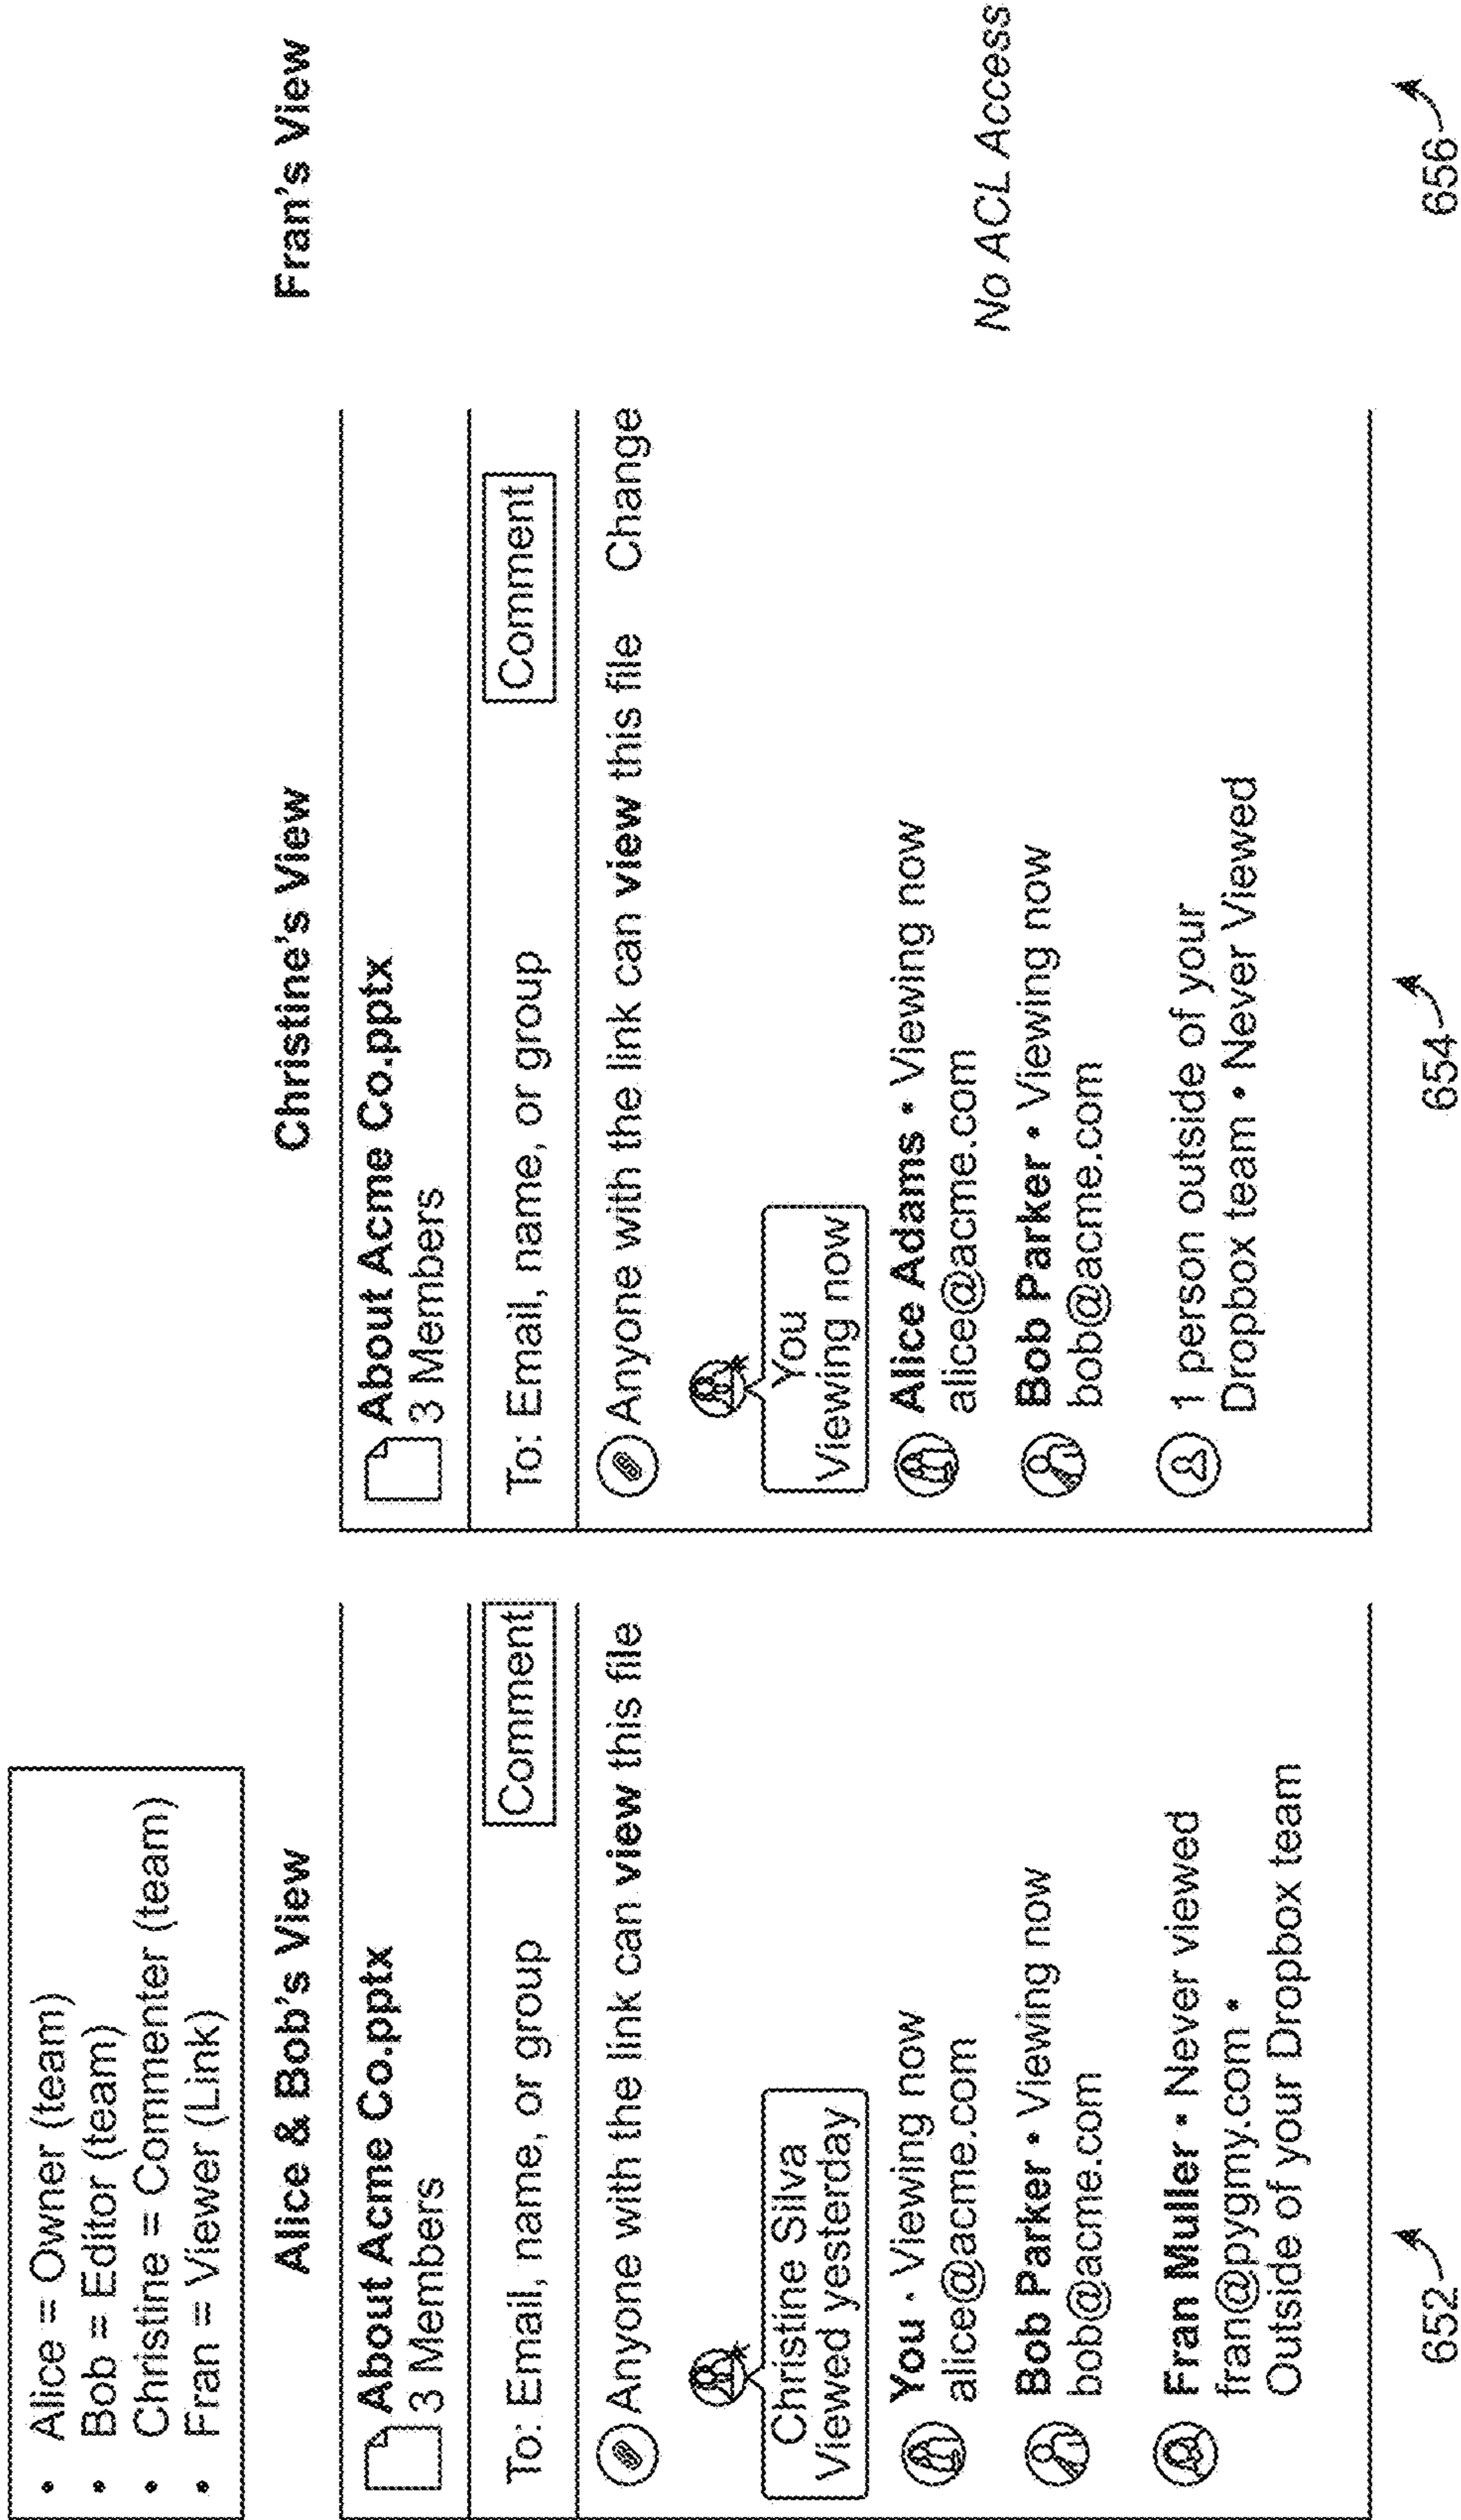 • Alice = Owner (team)
• Bob = Editor (team)
• Christine = Commenter (team)
• Fran = Viewer (Link)
Alice & Bob's View
About Acme Co.pptx
3 Members
To: Email, name, or group
Comment
Anyone with the link can view this file
Christine Silva
Viewed yesterday
You • Viewing now
alice@acme.com
Bob Parker • Viewing now
bob@acme.com
Fran Muller • Never viewed
fran@pygmy.com •
Outside of your Dropbox team
652
Christine's View
About Acme Co.pptx
3 Members
To: Email, name, or group
Comment
Anyone with the link can view this file Change
You
Viewing now
Alice Adams • Viewing now
alice@acme.com
Bob Parker • Viewing now
bob@acme.com
1 person outside of your
Dropbox team • Never Viewed
654
Fran's View
No ACL Access
656